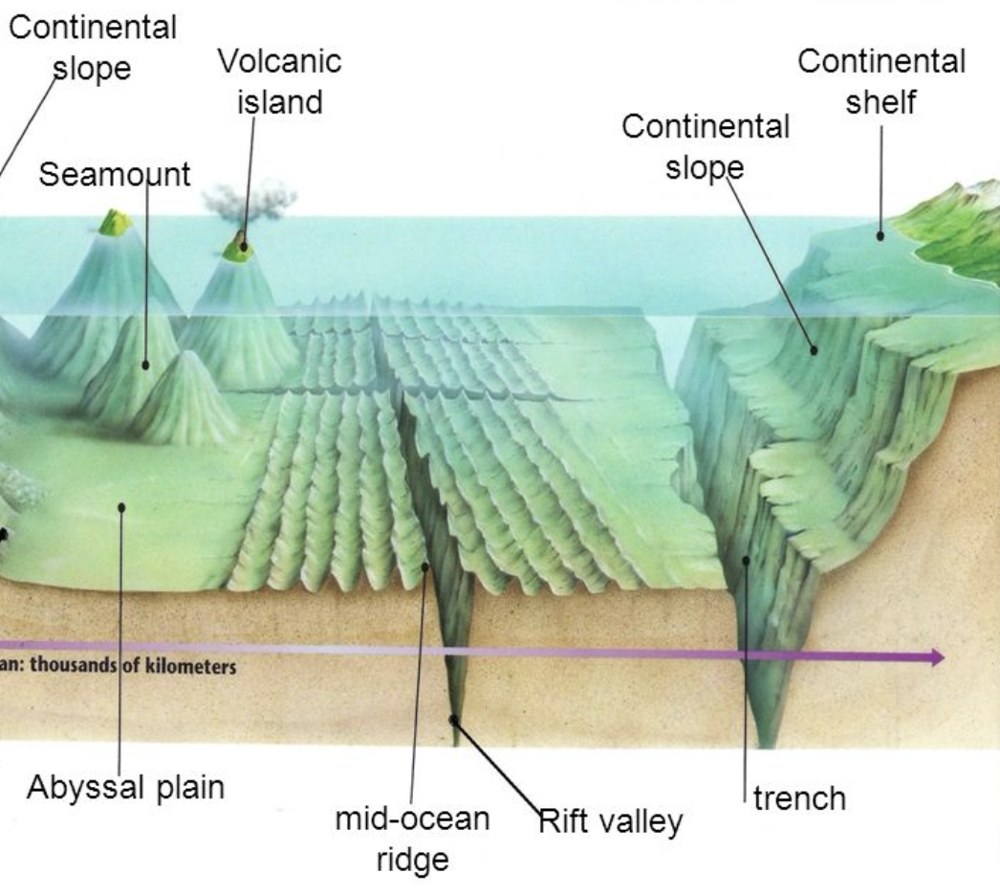 Continental
slope
Volcanic
island
Continental
shelf
Continental
slope
Seamount
an: thousands of kilometers
Abyssal plain
mid-ocean
ridge
Rift valley
trench